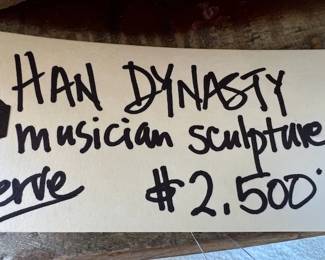 HAN DYNASTY
musician sculpture
erve $2.500